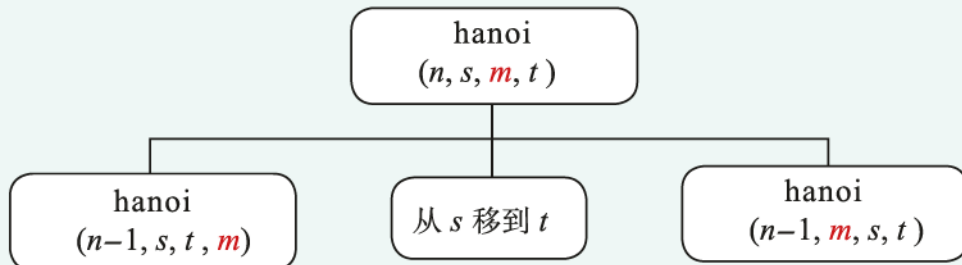 hanoi
(n, s, m, t )
hanoi
(n−1, s, t , m)
从 s 移到 t
hanoi
(n−1, m, s, t )